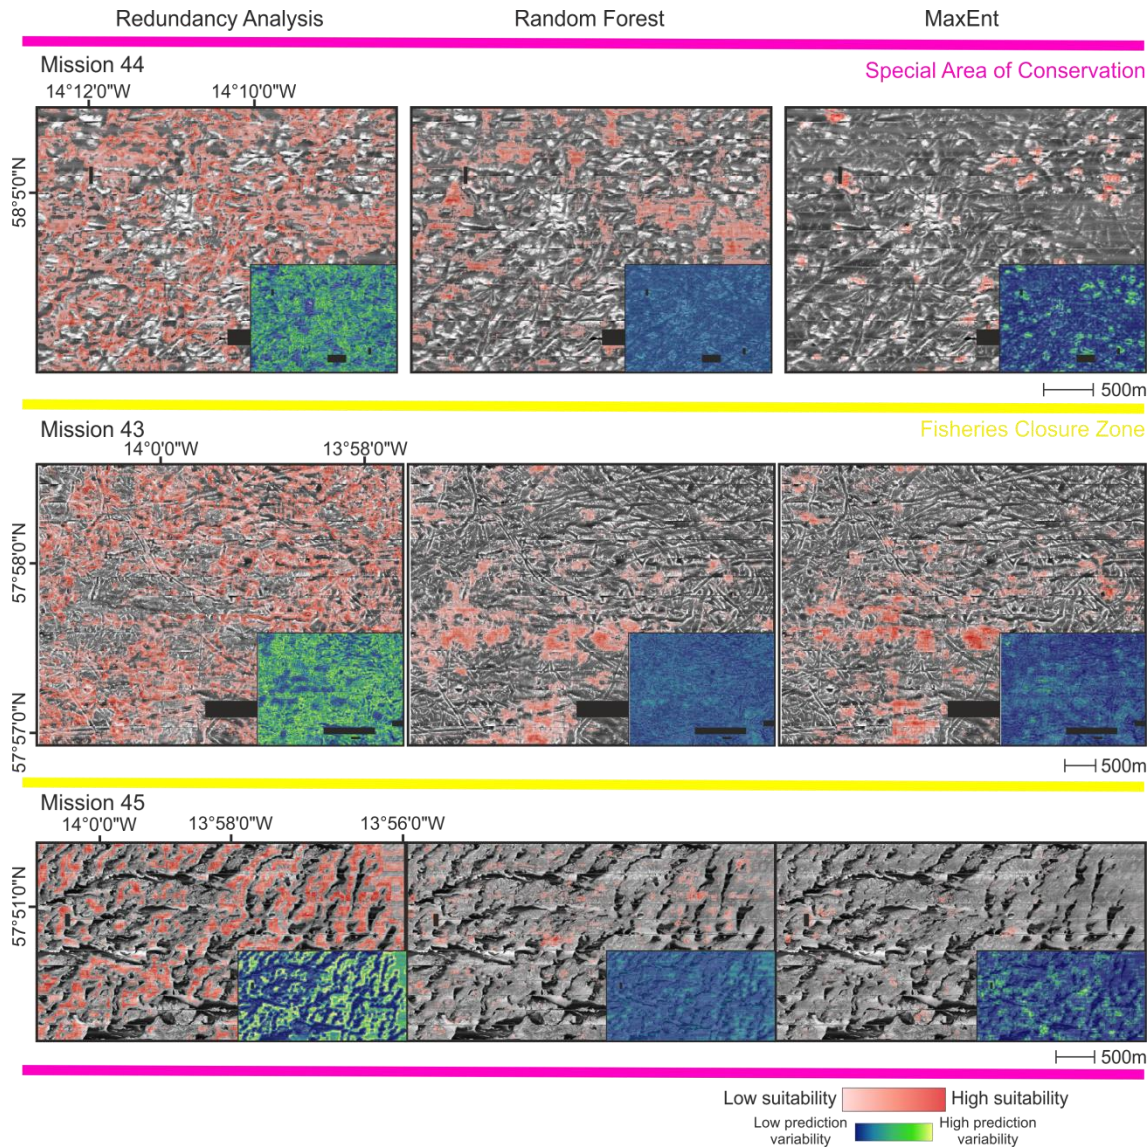 Redundancy Analysis Random Forest MaxEnt
Mission 44
Special Area of Conservation
14°12'0"W 14°10'0"W
58°5'0"N
500m
Mission 43
Fisheries Closure Zone
14°0'0"W 13°58'0"W
57°58'0"N
57°57'0"N
500m
Mission 45
14°0'0"W 13°58'0"W 13°56'0"W
57°51'0"N
500m
Low suitability High suitability
Low prediction variability High prediction variability